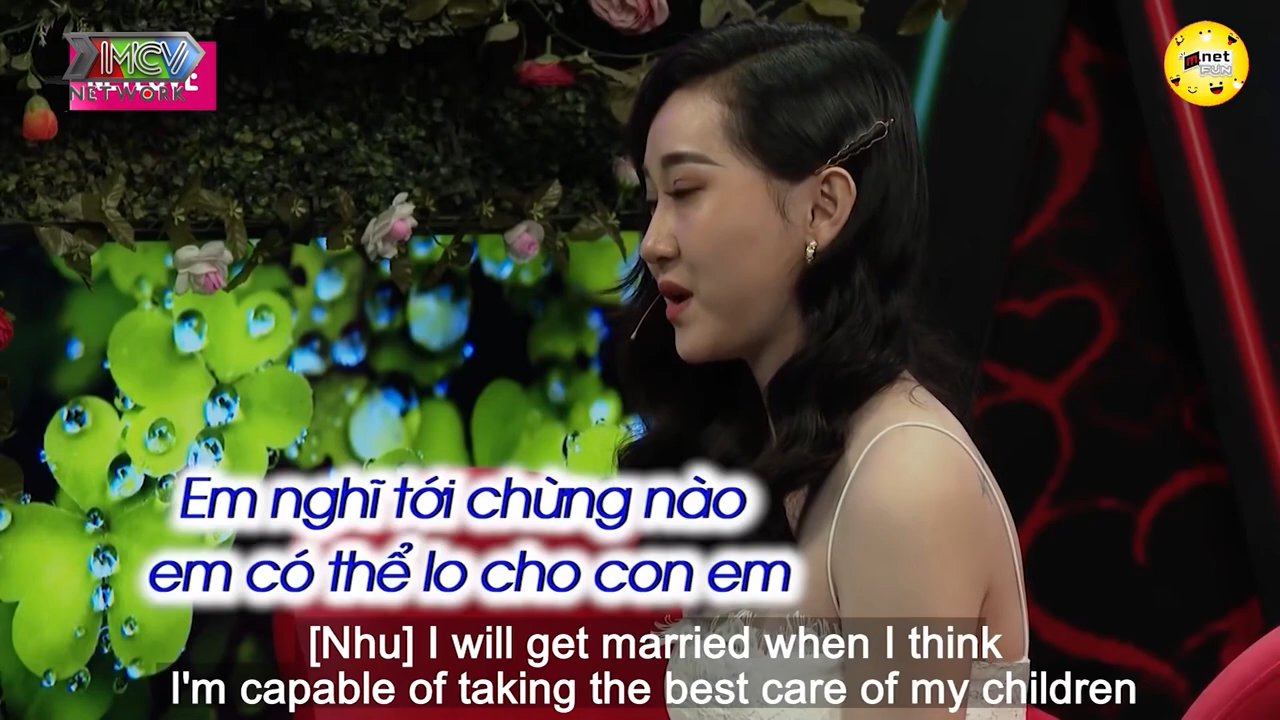 MCV
NETWORK
m.net
FUN
Em nghĩ tới chừng nào
em có thể lo cho con em
[Nhu] I will get married when I think
I'm capable of taking the best care of my children